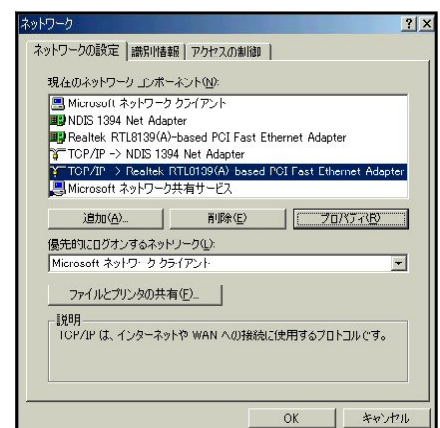 ネットワーク
ネットワークの設定 識別情報 アクセスの制御
現在のネットワーク コンポーネント(N):
Microsoft ネットワーク クライアント
NDIS 1394 Net Adapter
Realtek RTL8139(A)-based PCI Fast Ethernet Adapter
TCP/IP -> NDIS 1394 Net Adapter
TCP/IP -> Realtek RTL8139(A)-based PCI Fast Ethernet Adapter
Microsoft ネットワーク共有サービス
追加(A)... 削除(E) プロパティ(R)
優先的にログオンするネットワーク(L):
Microsoft ネットワーク クライアント
ファイルとプリンタの共有(F)...
説明
TCP/IP は、インターネットや WAN への接続に使用するプロトコルです。
OK キャンセル